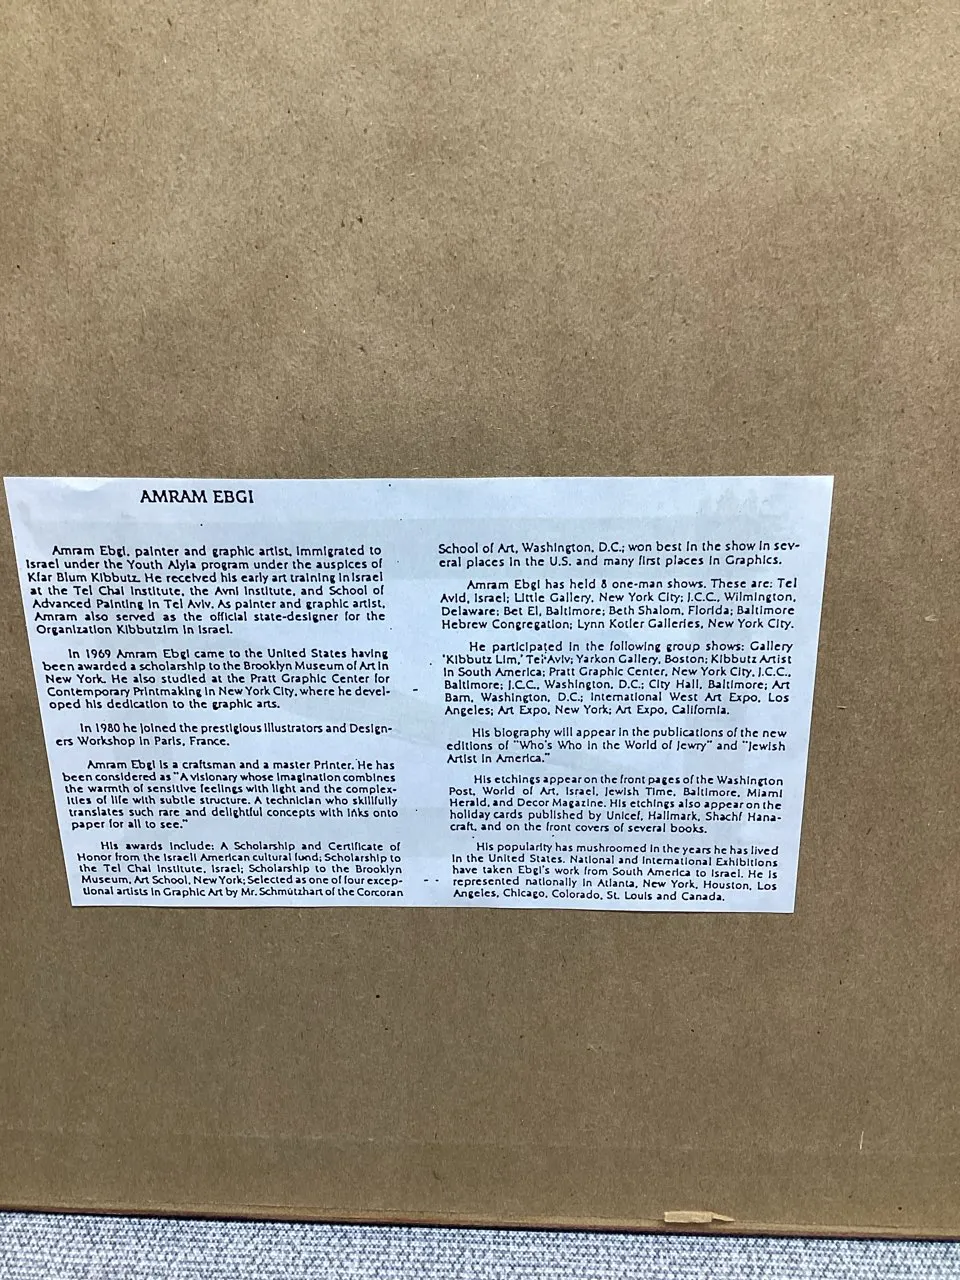 AMRAM EBGI
Amram Ebgi, painter and graphic artist, immigrated to
Israel under the Youth Alyia program under the auspices of
Kfar Blum Kibbutz. He received his early art training in Israel
at the Tel Chai Institute, the Avni Institute, and School of
Advanced Painting in Tel Aviv. As painter and graphic artist,
Amram also served as the official state-designer for the
Organization Kibbutzim in Israel.
In 1969 Amram Ebgi came to the United States having
been awarded a scholarship to the Brooklyn Museum of Art in
New York. He also studied at the Pratt Graphic Center for
Contemporary Printmaking in New York City, where he devel-
oped his dedication to the graphic arts.
In 1980 he joined the prestigious Illustrators and Design-
ers Workshop in Paris, France.
Amram Ebgi is a craftsman and a master Printer. He has
been considered as "A visionary whose imagination combines
the warmth of sensitive feelings with light and the complex-
ities of life with subtle structure. A technician who skillfully
translates such rare and delightful concepts with inks onto
paper for all to see."
His awards include: A Scholarship and Certificate of
Honor from the Israeli American cultural fund; Scholarship to
the Tel Chai Institute, Israel; Scholarship to the Brooklyn
Museum, Art School, New York; Selected as one of four excep-
tional artists in Graphic Art by Mr. Schmutzhart of the Corcoran
School of Art, Washington, D.C.; won best in the show in sev-
eral places in the U.S. and many first places in Graphics.
Amram Ebgi has held 8 one-man shows. These are: Tel
Avid, Israel; Little Gallery, New York City; J.C.C., Wilmington,
Delaware; Bet El, Baltimore; Beth Shalom, Florida; Baltimore
Hebrew Congregation; Lynn Kotler Galleries, New York City.
He participated in the following group shows: Gallery
'Kibbutz Lim,' Tel Aviv; Yarkon Gallery, Boston; Kibbutz Artist
in South America; Pratt Graphic Center, New York City, J.C.C.,
Baltimore; J.C.C., Washington, D.C.; City Hall, Baltimore; Art
Barn, Washington, D.C.; International West Art Expo, Los
Angeles; Art Expo, New York; Art Expo, California.
His biography will appear in the publications of the new
editions of "Who's Who in the World of Jewry" and "Jewish
Artist in America."
His etchings appear on the front pages of the Washington
Post, World of Art, Israel, Jewish Time, Baltimore, Miami
Herald, and Decor Magazine. His etchings also appear on the
holiday cards published by Unicef, Hallmark, Shachf Hana-
craft, and on the front covers of several books.
His popularity has mushroomed in the years he has lived
in the United States. National and International Exhibitions
have taken Ebgi's work from South America to Israel. He is
represented nationally in Atlanta, New York, Houston, Los
Angeles, Chicago, Colorado, St. Louis and Canada.